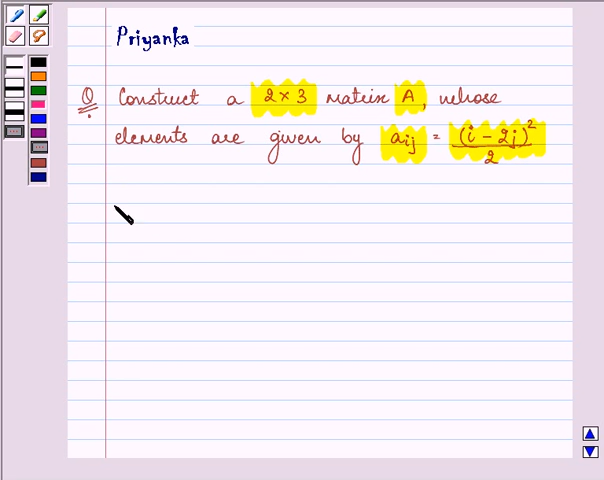 Priyanka
Q Construct a 2 × 3 matrix A, whose
elements are given by aij = (i - 2j)²/2